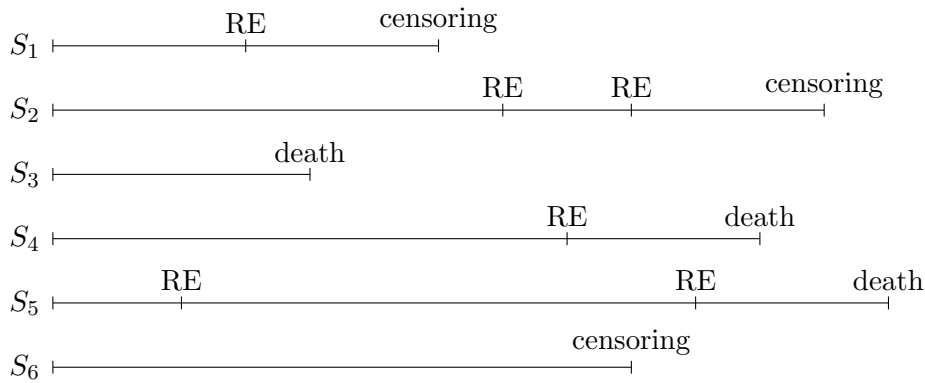 RE censoring
S1
RE RE censoring
S2
death
S3
RE death
S4
RE RE death
S5
censoring
S6